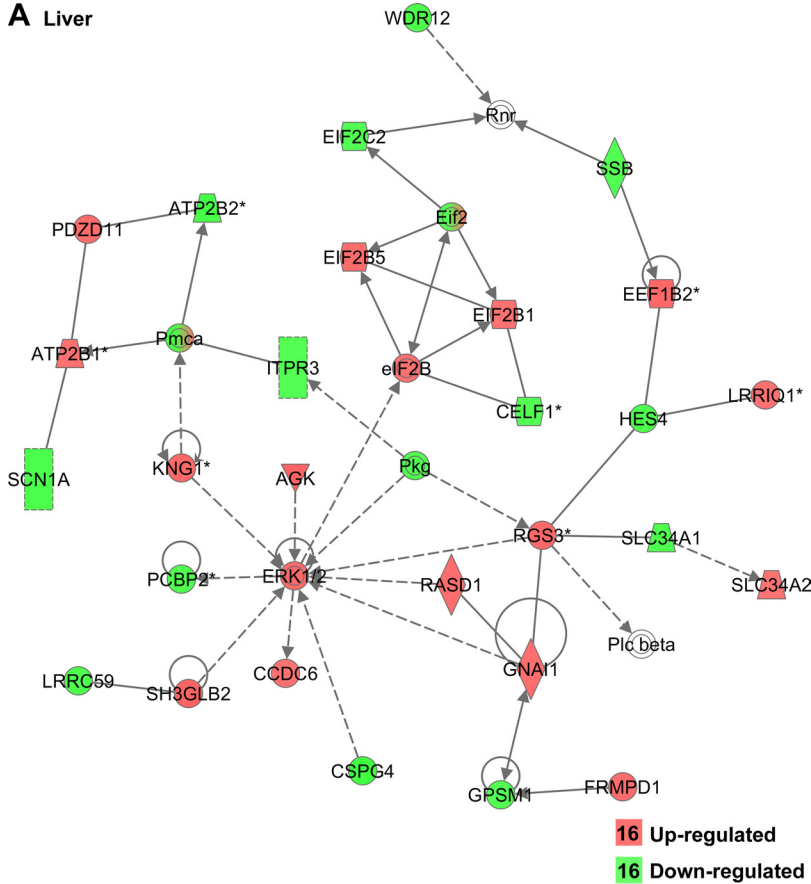 A Liver
WDR12
Rnr
EIF2C2
SSB
ATP2B2*
PDZD11
Eif2
EIF2B5
EEF1B2*
EIF2B1
Pmca
ATP2B1*
ITPR3
eIF2B
LRRIQ1*
CELF1*
HES4
KNG1*
Pkg
AGK
SCN1A
RGS3*
SLC34A1
PCBP2*
ERK1/2
RASD1
SLC34A2
Plc beta
GNAI1
CCDC6
LRRC59
SH3GLB2
CSPG4
GPSM1
FRMPD1
16 Up-regulated
16 Down-regulated